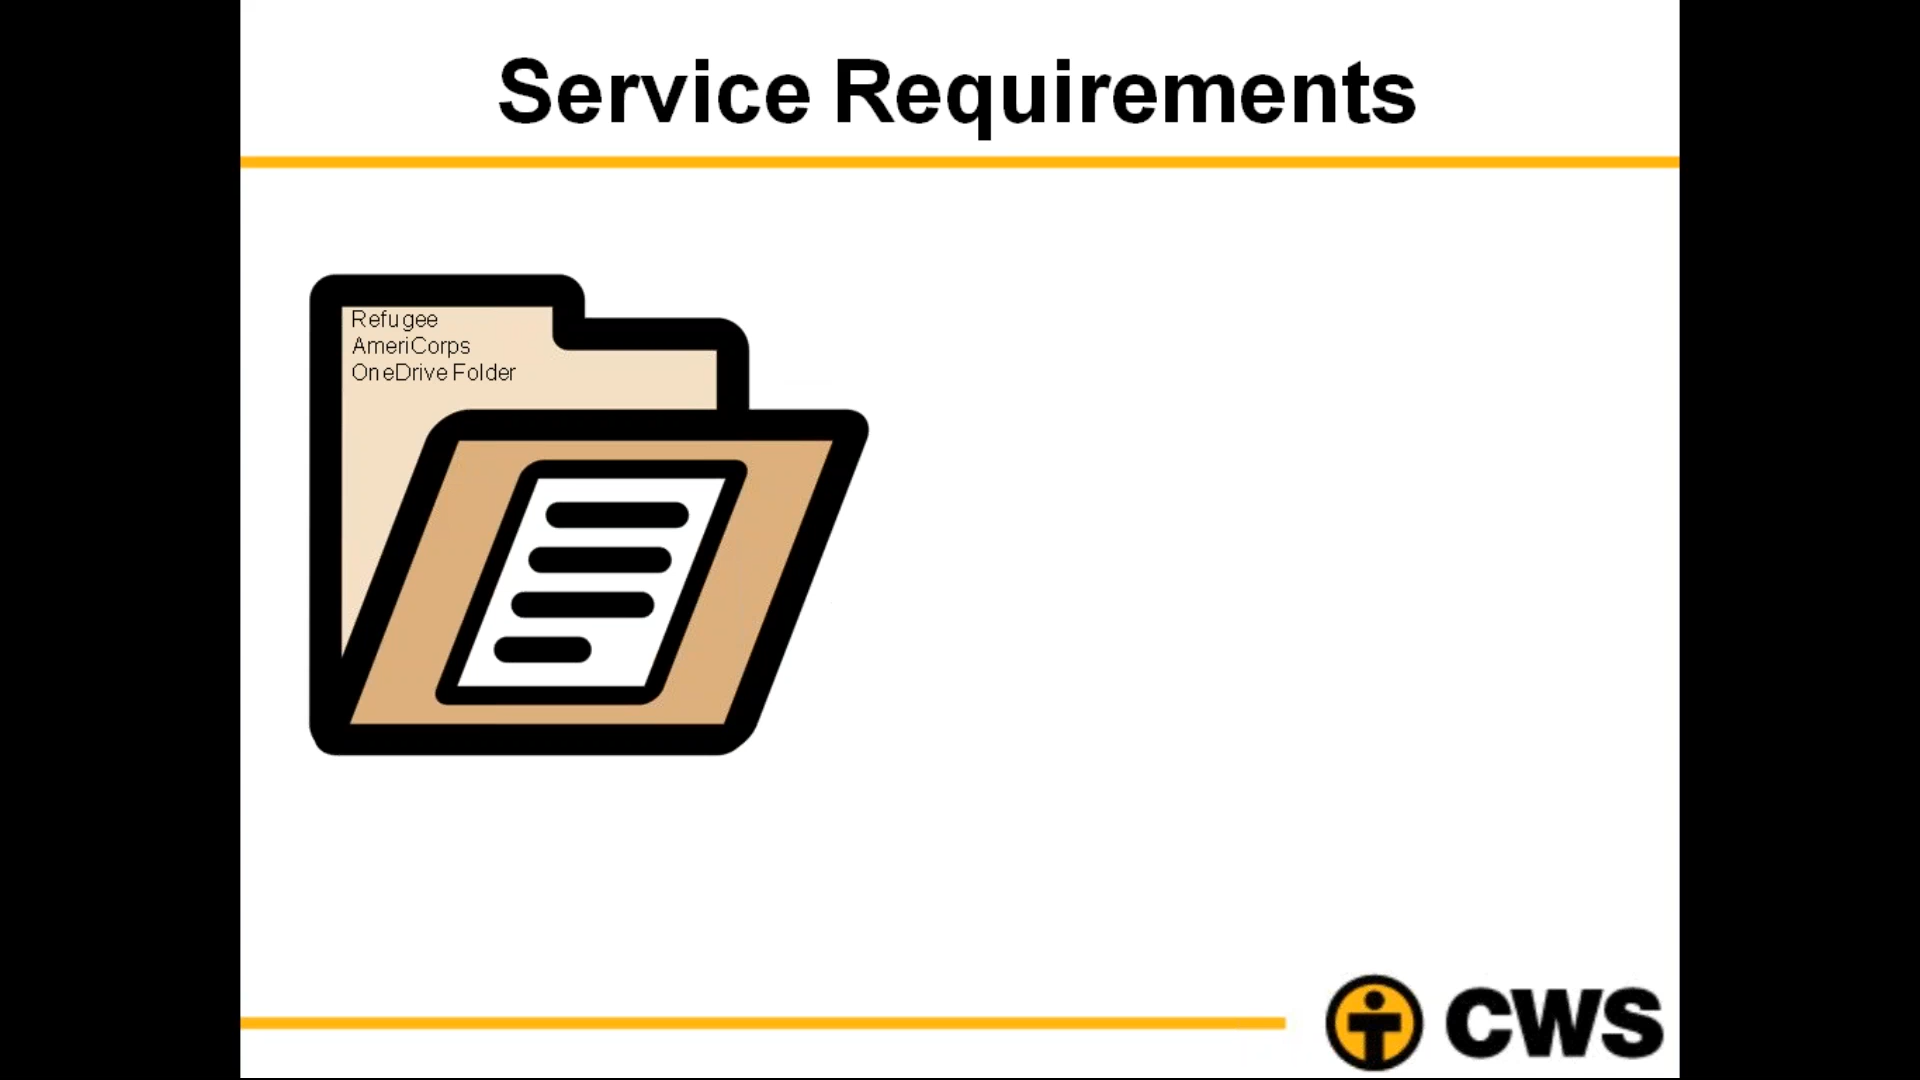 Service Requirements
Refugee
AmeriCorps
OneDrive Folder
CWS